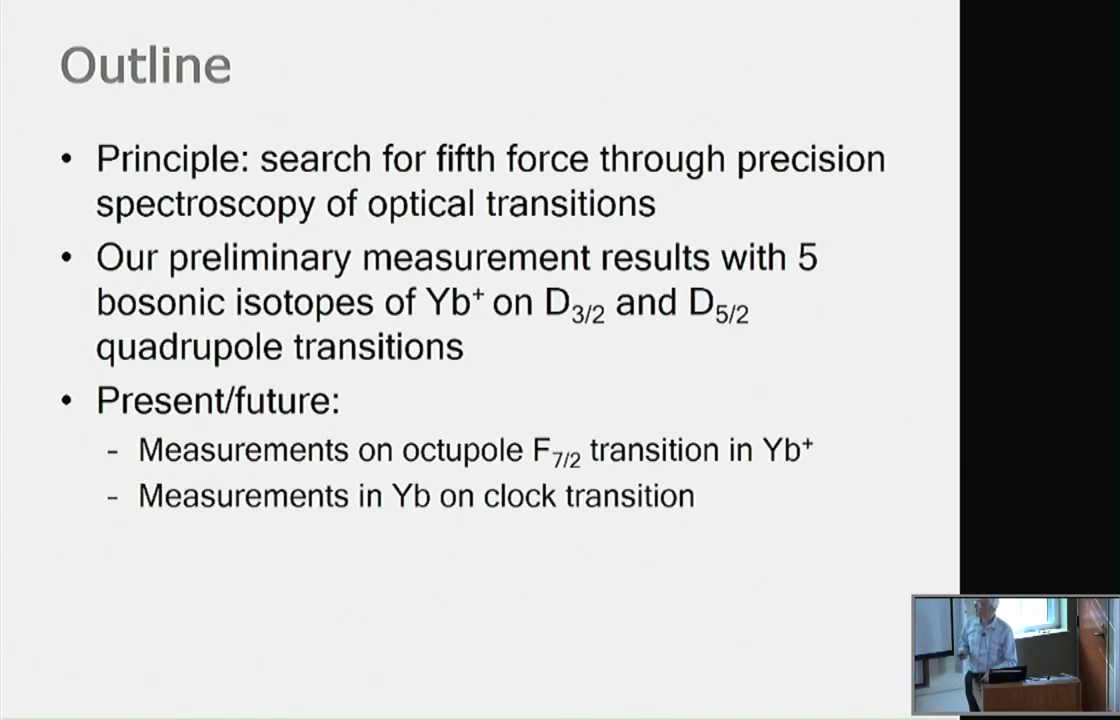 Outline
• Principle: search for fifth force through precision
spectroscopy of optical transitions
• Our preliminary measurement results with 5
bosonic isotopes of Yb⁺ on D₃/₂ and D₅/₂
quadrupole transitions
• Present/future:
- Measurements on octupole F₇/₂ transition in Yb⁺
- Measurements in Yb on clock transition